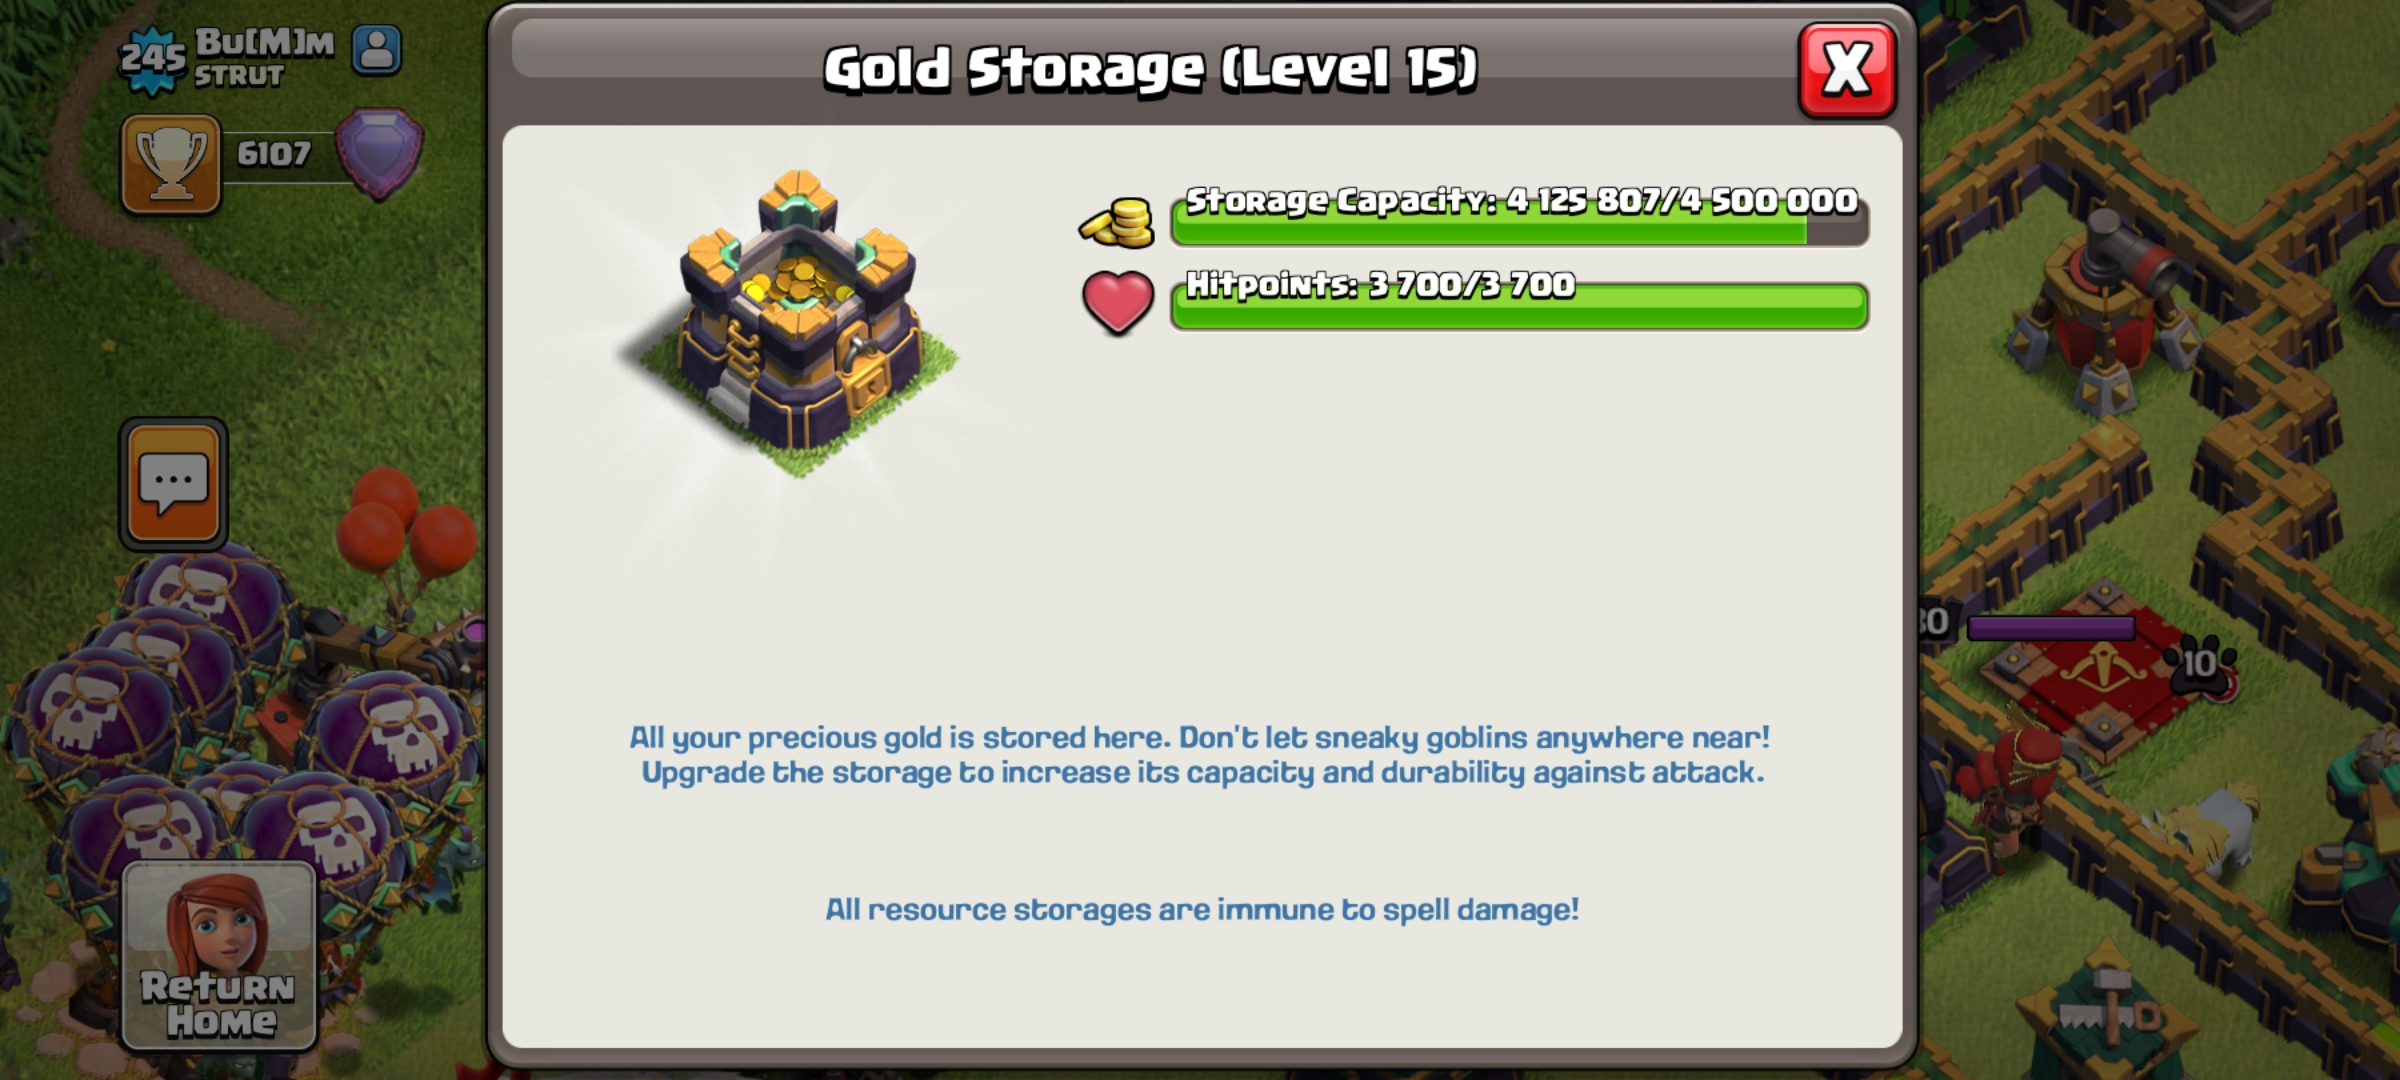 245
Bu[M]m
STRUT
6107
Gold Storage (Level 15)
X
Storage Capacity: 4 125 807/4 500 000
Hitpoints: 3 700/3 700
All your precious gold is stored here. Don't let sneaky goblins anywhere near!
Upgrade the storage to increase its capacity and durability against attack.
All resource storages are immune to spell damage!
Return
Home
10